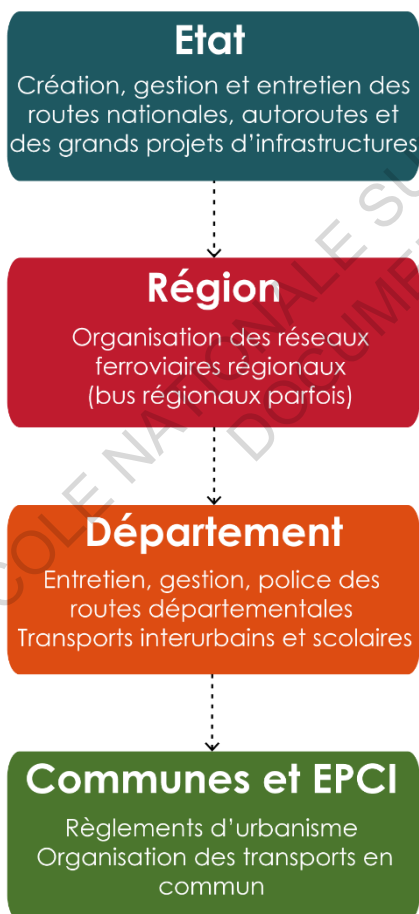 Etat
Création, gestion et entretien des
routes nationales, autoroutes et
des grands projets d'infrastructures
Région
Organisation des réseaux
ferroviaires régionaux
(bus régionaux parfois)
Département
Entretien, gestion, police des
routes départementales
Transports interurbains et scolaires
Communes et EPCI
Règlements d'urbanisme
Organisation des transports en
commun